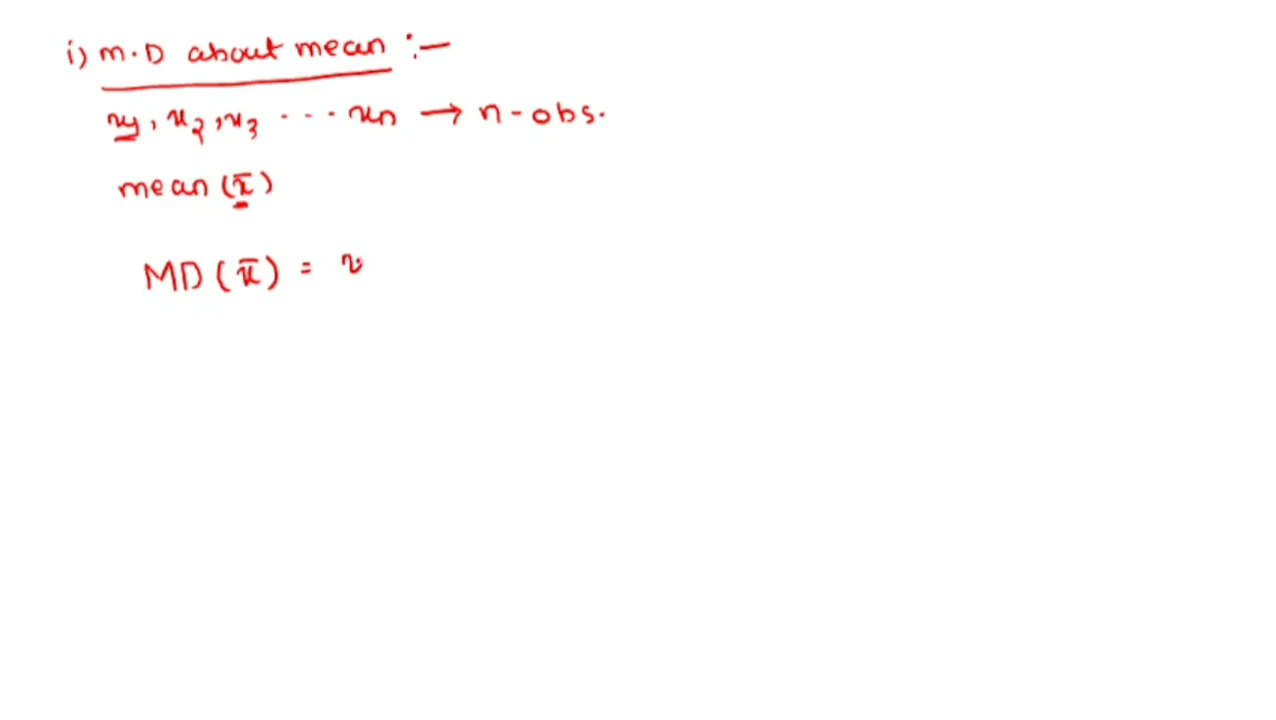 i) m.D about mean :-
x₁, x₂, x₃ ... xn → n-obs.
mean (x̄)
MD (x̄) = x